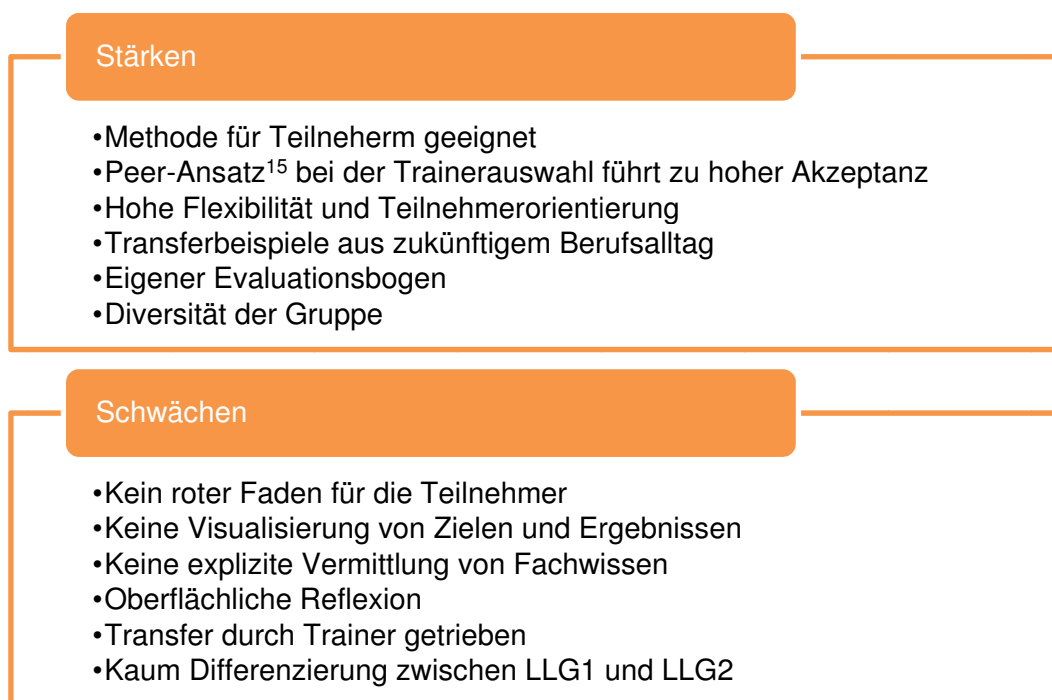 Stärken
•Methode für Teilneherm geeignet
•Peer-Ansatz¹⁵ bei der Trainerauswahl führt zu hoher Akzeptanz
•Hohe Flexibilität und Teilnehmerorientierung
•Transferbeispiele aus zukünftigem Berufsalltag
•Eigener Evaluationsbogen
•Diversität der Gruppe
Schwächen
•Kein roter Faden für die Teilnehmer
•Keine Visualisierung von Zielen und Ergebnissen
•Keine explizite Vermittlung von Fachwissen
•Oberflächliche Reflexion
•Transfer durch Trainer getrieben
•Kaum Differenzierung zwischen LLG1 und LLG2